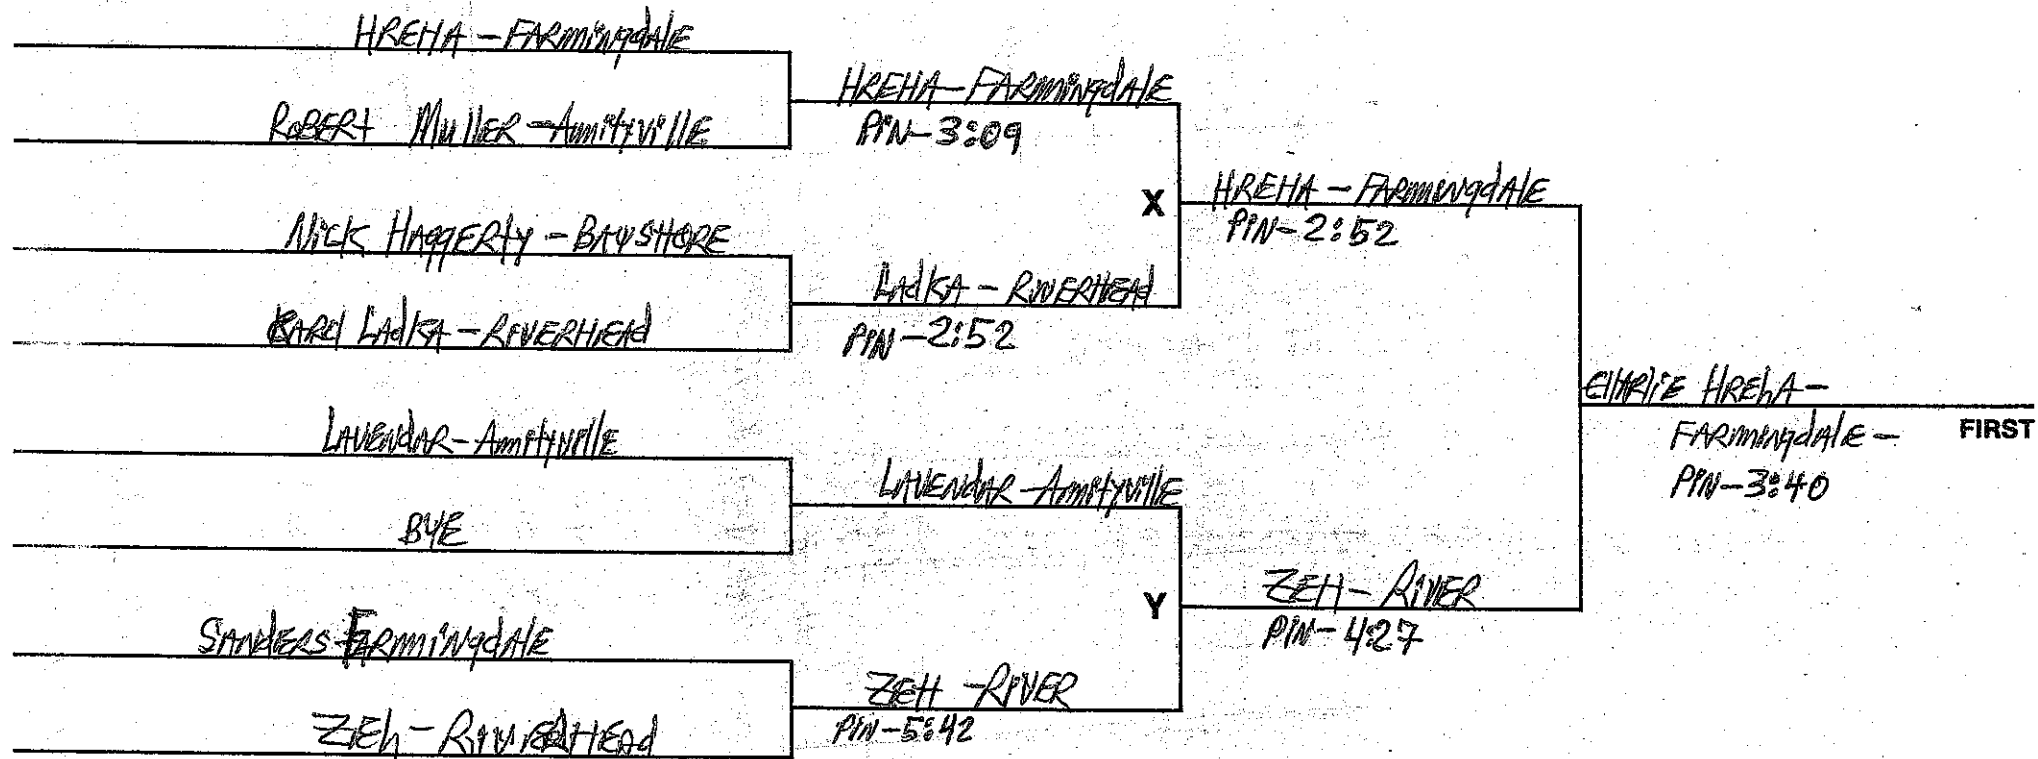 HREHA - FARmiNgdAlE
RobERt MullER - AmityvillE
Nick HAggERty - BAYSHORE
KARl LAdKA - RIVERHEAd
LAVENdAR - AmityvillE
BYE
SANdERS - FARmiNgdAlE
ZEh - RIVERHEAd
HREHA - FARmiNgdAlE
PiN - 3:09
LAdKA - RIVERHEAd
PiN - 2:52
LAVENdAR - AmityvillE
ZEH - RIVER
PiN - 5:42
X
HREHA - FARmiNgdAlE
PiN - 2:52
Y
ZEH - RiVER
PiN - 4:27
CHARliE HREhA -
FARmiNgdAlE -
PiN - 3:40
FIRST